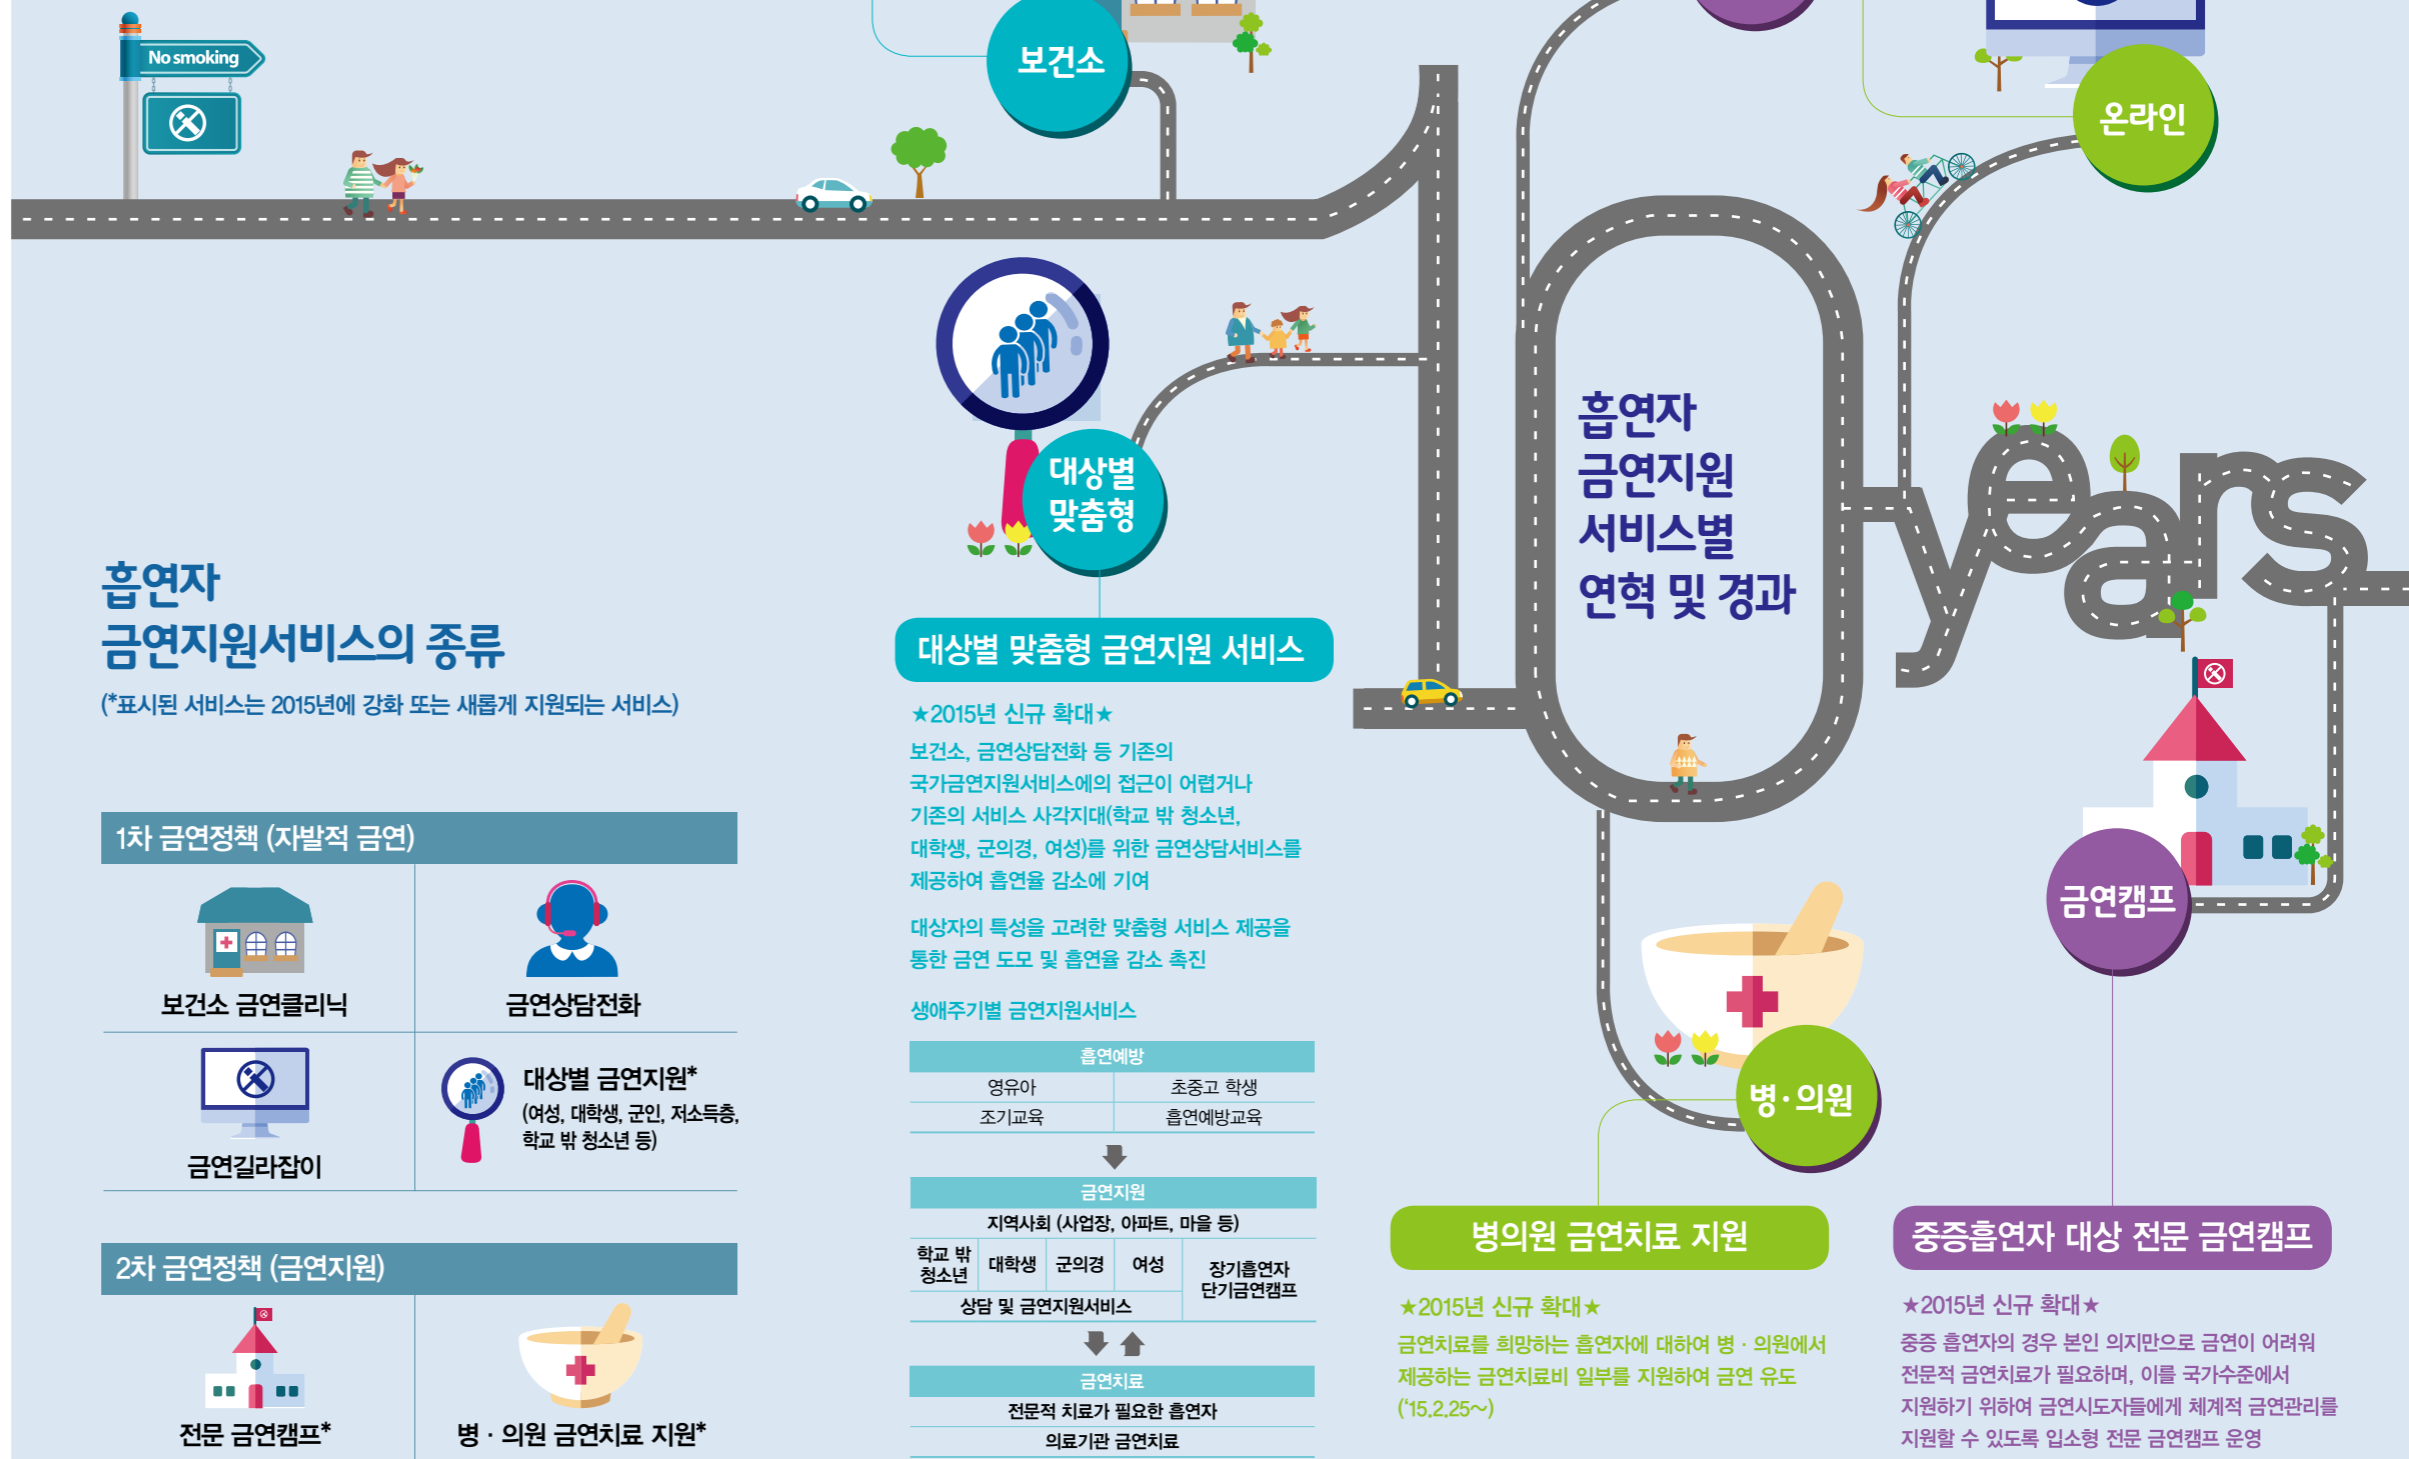 No smoking
보건소
온라인
대상별
맞춤형
흡연자
금연지원
서비스별
연혁 및 경과
years
흡연자
금연지원서비스의 종류
(*표시된 서비스는 2015년에 강화 또는 새롭게 지원되는 서비스)
1차 금연정책 (자발적 금연)
보건소 금연클리닉
금연상담전화
금연길라잡이
대상별 금연지원*
(여성, 대학생, 군인, 저소득층,
학교 밖 청소년 등)
2차 금연정책 (금연지원)
전문 금연캠프*
병 · 의원 금연치료 지원*
대상별 맞춤형 금연지원 서비스
★2015년 신규 확대★
보건소, 금연상담전화 등 기존의
국가금연지원서비스에의 접근이 어렵거나
기존의 서비스 사각지대(학교 밖 청소년,
대학생, 군의경, 여성)를 위한 금연상담서비스를
제공하여 흡연율 감소에 기여
대상자의 특성을 고려한 맞춤형 서비스 제공을
통한 금연 도모 및 흡연율 감소 촉진
생애주기별 금연지원서비스
흡연예방
영유아
초중고 학생
조기교육
흡연예방교육
금연지원
지역사회 (사업장, 아파트, 마을 등)
학교 밖
청소년
대학생
군의경
여성
장기흡연자
단기금연캠프
상담 및 금연지원서비스
금연치료
전문적 치료가 필요한 흡연자
의료기관 금연치료
병·의원
병의원 금연치료 지원
★2015년 신규 확대★
금연치료를 희망하는 흡연자에 대하여 병 · 의원에서
제공하는 금연치료비 일부를 지원하여 금연 유도
(‘15.2.25~)
금연캠프
중증흡연자 대상 전문 금연캠프
★2015년 신규 확대★
중증 흡연자의 경우 본인 의지만으로 금연이 어려워
전문적 금연치료가 필요하며, 이를 국가수준에서
지원하기 위하여 금연시도자들에게 체계적 금연관리를
지원할 수 있도록 입소형 전문 금연캠프 운영